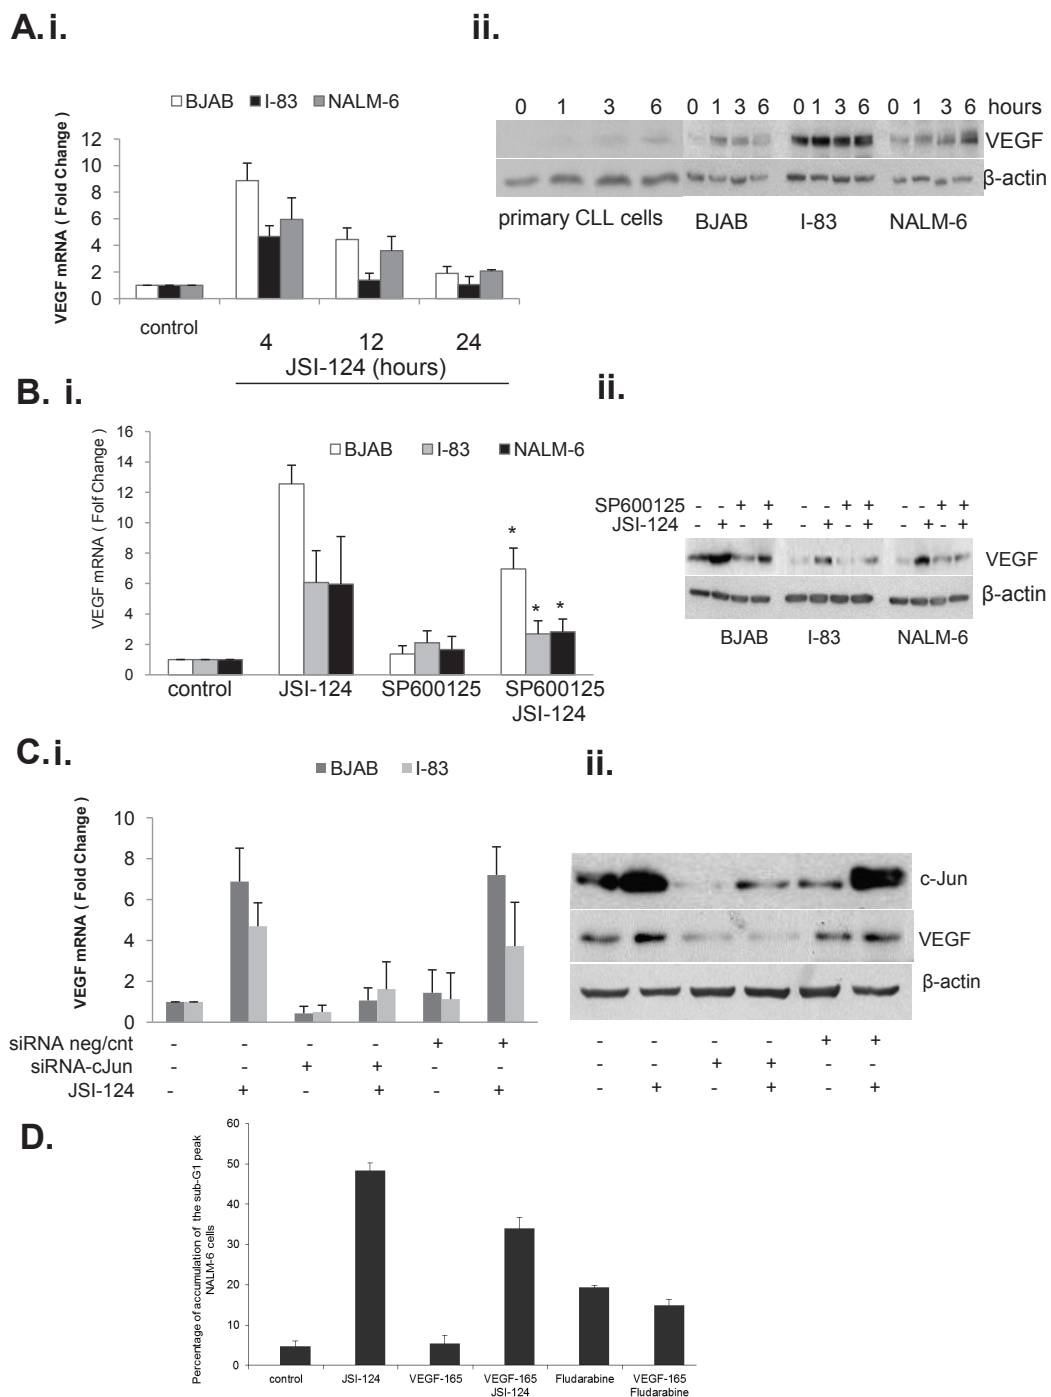 A. i.
ii.
BJAB I-83 NALM-6
VEGF mRNA ( Fold Change )
12
10
8
6
4
2
0
control
4 12 24
JSI-124 (hours)
0 1 3 6 0 1 3 6 0 1 3 6 0 1 3 6 hours
VEGF
β-actin
primary CLL cells BJAB I-83 NALM-6
B. i.
ii.
BJAB I-83 NALM-6
VEGF mRNA ( Folf Change )
16
14
12
10
8
6
4
2
0
*
* *
control JSI-124 SP600125 SP600125
JSI-124
SP600125 - - + + - - + + - - + +
JSI-124 - + - + - + - + - + - +
VEGF
β-actin
BJAB I-83 NALM-6
C. i.
ii.
BJAB I-83
VEGF mRNA ( Fold Change )
10
8
6
4
2
0
siRNA neg/cnt - - - - + +
siRNA-cJun - - + + - -
JSI-124 - + - + - +
c-Jun
VEGF
β-actin
- - - - + +
- - + + - -
- + - + - +
D.
Percentage of accumulation of the sub-G1 peak
NALM-6 cells
60
50
40
30
20
10
0
control JSI-124 VEGF-165 VEGF-165 Fludarabine VEGF-165
JSI-124 Fludarabine